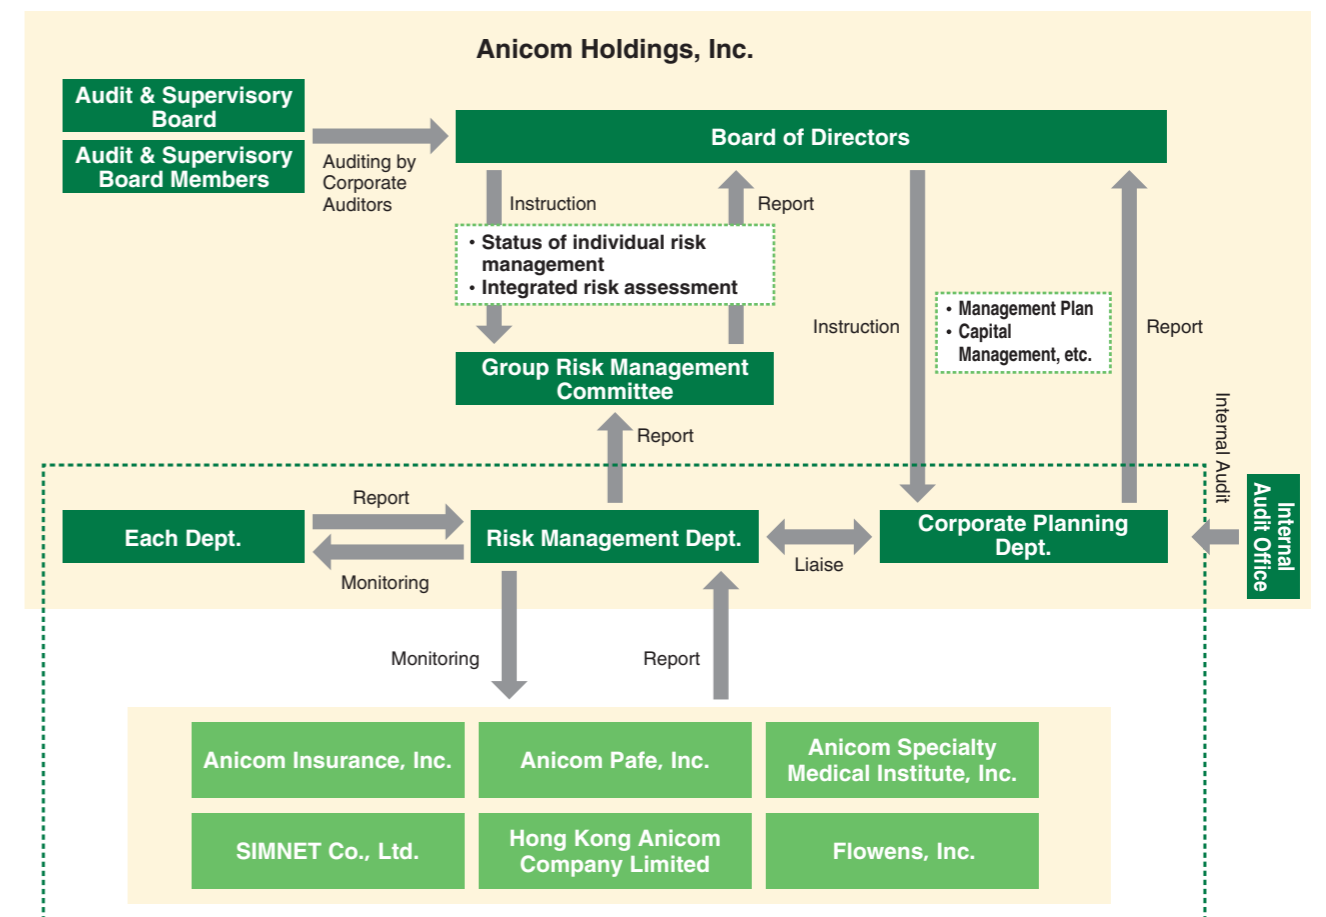 Anicom Holdings, Inc.
Audit & Supervisory
Board
Audit & Supervisory
Board Members
Auditing by
Corporate
Auditors
Board of Directors
Instruction
Report
• Status of individual risk
management
• Integrated risk assessment
Instruction
• Management Plan
• Capital
Management, etc.
Report
Group Risk Management
Committee
Report
Internal Audit
Internal
Audit Office
Each Dept.
Report
Monitoring
Risk Management Dept.
Liaise
Corporate Planning
Dept.
Monitoring
Report
Anicom Insurance, Inc.
Anicom Pafe, Inc.
Anicom Specialty
Medical Institute, Inc.
SIMNET Co., Ltd.
Hong Kong Anicom
Company Limited
Flowens, Inc.